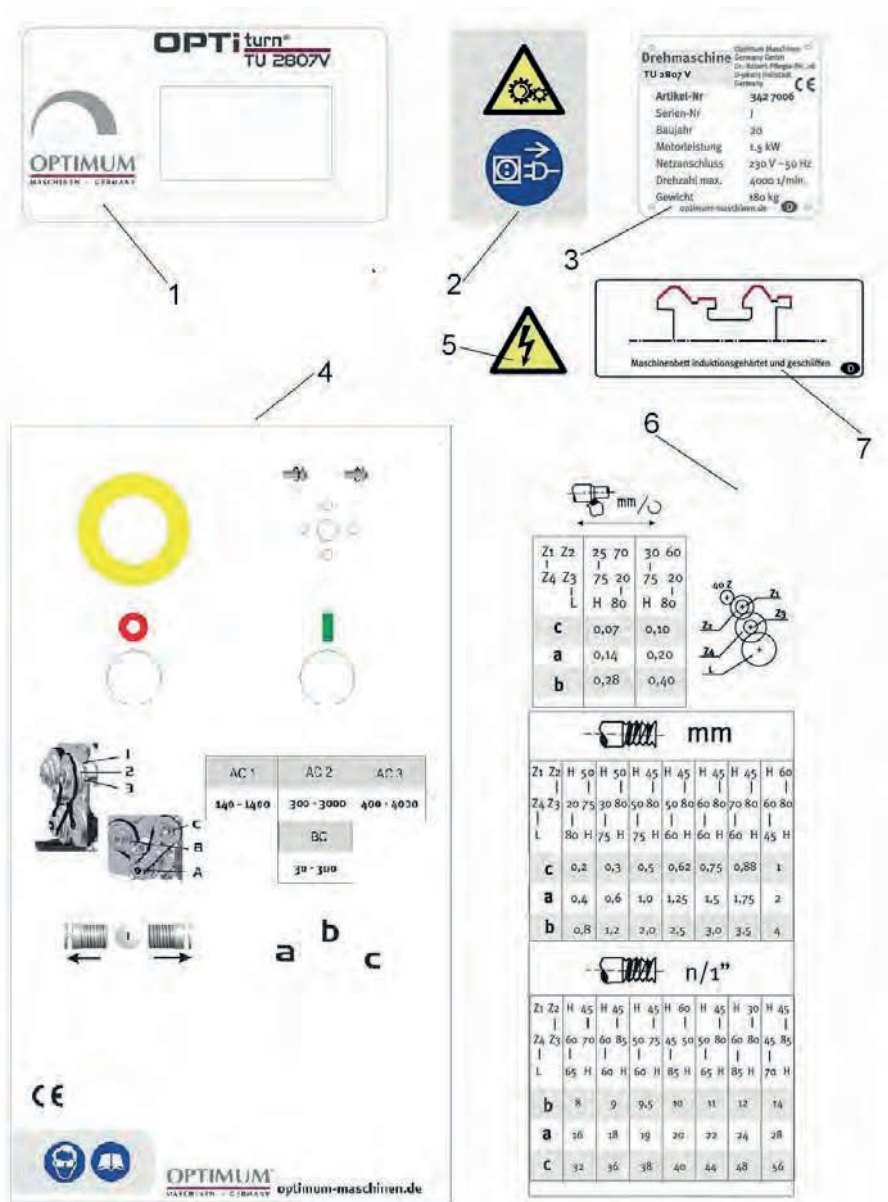 OPTi turn®
TU 2807V
OPTIMUM
MASCHINEN - GERMANY
1
2
Drehmaschine
TU 2807 V
Optimum Maschinen
Germany GmbH
Germany
CE
Artikel-Nr 342 7006
Serien-Nr /
Baujahr 20
Motorleistung 1.5 kW
Netzanschluss 230 V ~50 Hz
Drehzahl max. 4000 1/min.
Gewicht 180 kg
optimum-maschinen.de D
3
5
Maschinenbett induktionsgehärtet und geschliffen D
7
4
6
mm/
Z1 Z2 25 70 30 60
Z4 Z3 75 20 75 20
L H 80 H 80
c 0,07 0,10
a 0,14 0,20
b 0,28 0,40
40 Z
Z1
Z2
Z3
Z4
L
mm
Z1 Z2 H 50 H 50 H 45 H 45 H 45 H 45 H 60
Z4 Z3 20 75 30 80 50 80 50 80 60 80 70 80 60 80
L 80 H 75 H 75 H 60 H 60 H 60 H 45 H
c 0,2 0,3 0,5 0,62 0,75 0,88 1
a 0,4 0,6 1,0 1,25 1,5 1,75 2
b 0,8 1,2 2,0 2,5 3,0 3,5 4
n/1"
Z1 Z2 H 45 H 45 H 45 H 60 H 45 H 30 H 45
Z4 Z3 60 70 60 85 50 75 45 50 50 80 60 80 45 85
L 65 H 60 H 60 H 85 H 65 H 85 H 70 H
b 8 9 9,5 10 11 12 14
a 16 18 19 20 22 24 28
c 32 36 38 40 44 48 56
1
2
3
C
B
A
AC 1 AC 2 AC 3
140 - 1400 300 - 3000 400 - 4000
BC
30 - 300
a b c
CE
OPTIMUM
MASCHINEN - GERMANY
optimum-maschinen.de